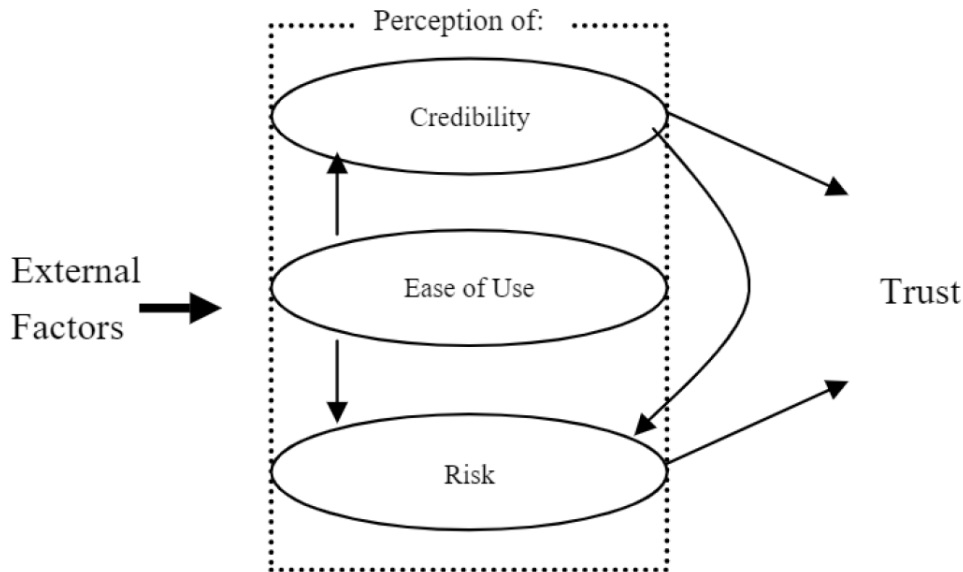 Perception of:
Credibility
External
Factors
Ease of Use
Trust
Risk